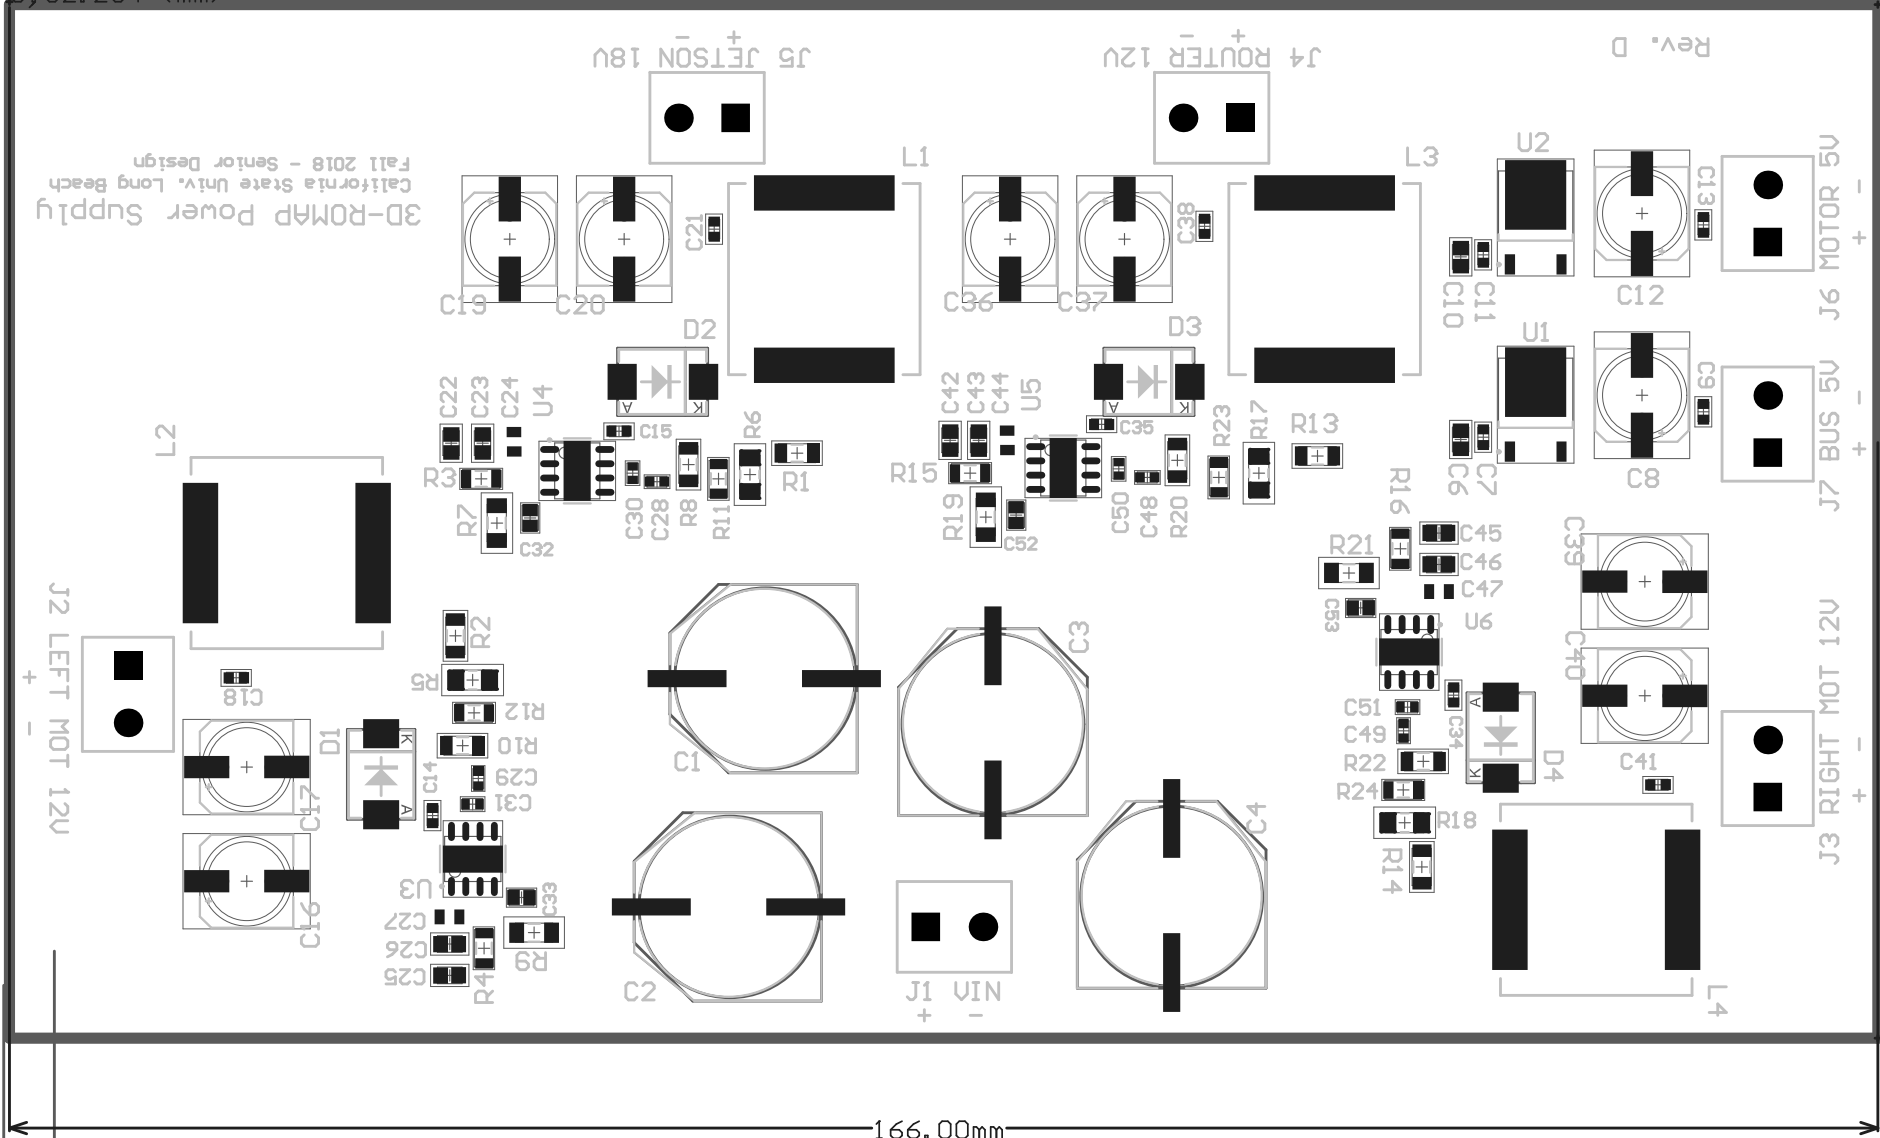 - +
J5 JETSON 18V
- +
J4 ROUTER 12V
Rev. D
3D-ROMAP Power Supply
California State Univ. Long Beach
Fall 2018 - Senior Design
L1
L3
U2
C13
J6 MOTOR 5V
- +
C21
C38
C19
C20
C36
C37
C10
C11
C12
D2
D3
U1
C9
J7 BUS 5V
- +
C22
C23
C24
U4
A
K
C15
R6
C42
C43
C44
U5
A
K
C35
R23
R17
R13
L2
R3
R1
R15
R16
C6
C7
C8
R7
C32
C30
C28
R8
R11
R19
C52
C50
C48
R20
C45
C39
R21
C46
C47
C53
U6
J2 LEFT MOT 12V
+ -
R2
R5
C18
R12
C3
C40
C51
A
J3 RIGHT MOT 12V
- +
D1
K
R10
C1
C49
C34
C14
C29
R22
K
D4
C41
C17
A
C31
R24
C4
R18
U3
C33
R14
C27
C16
C26
R9
C25
R4
C2
J1 VIN
+ -
L4
166.00mm